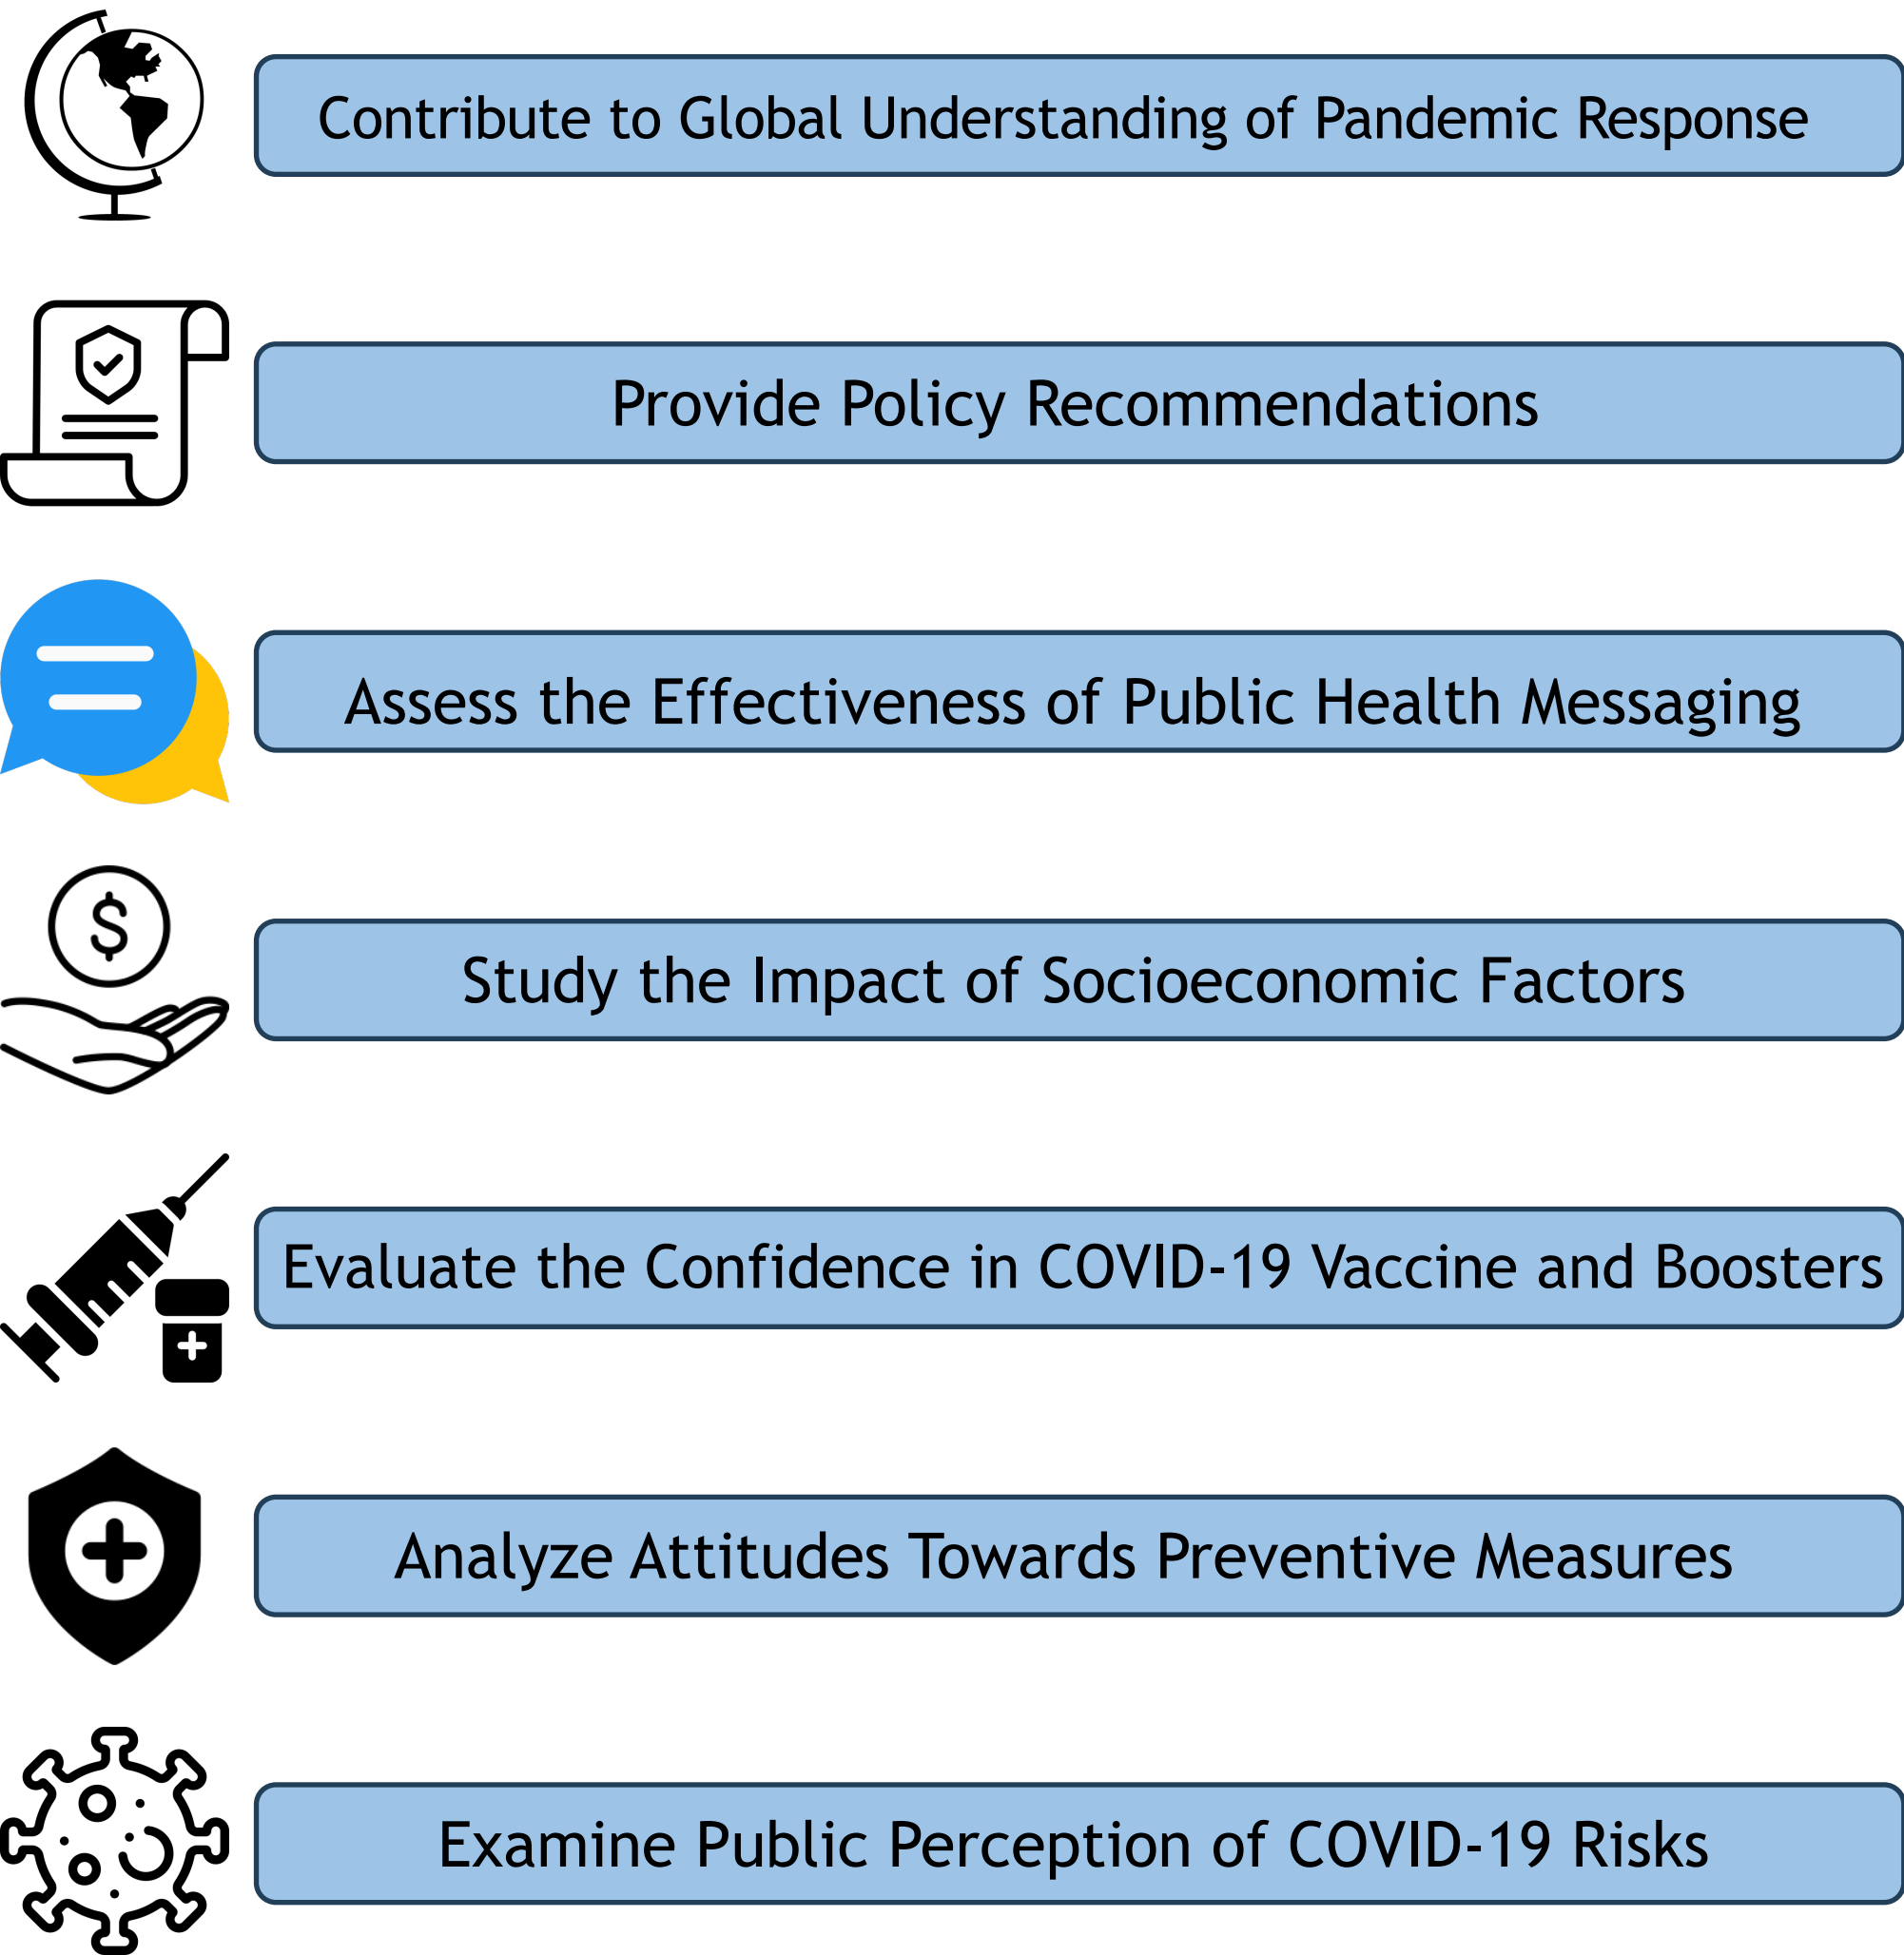 Contribute to Global Understanding of Pandemic Response
Provide Policy Recommendations
Assess the Effectiveness of Public Health Messaging
Study the Impact of Socioeconomic Factors
Evaluate the Confidence in COVID-19 Vaccine and Boosters
Analyze Attitudes Towards Preventive Measures
Examine Public Perception of COVID-19 Risks